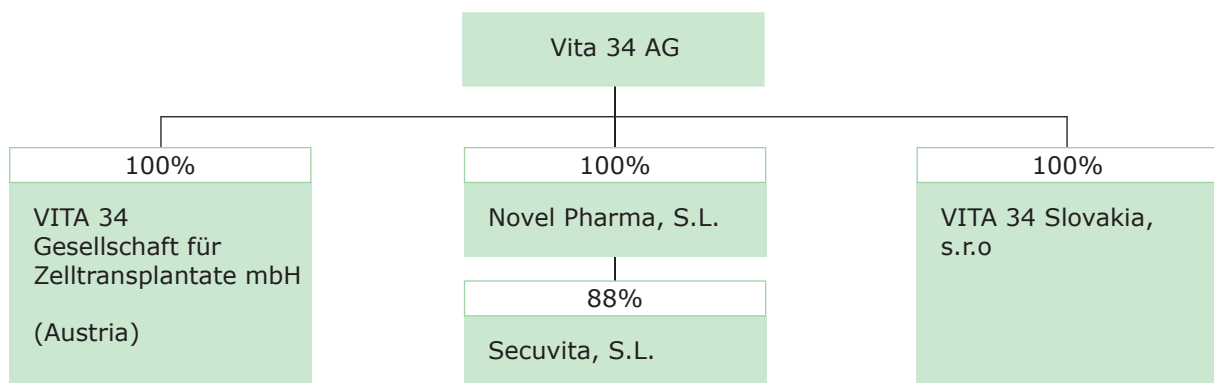 Vita 34 AG
100%
VITA 34
Gesellschaft für
Zelltransplantate mbH
(Austria)
100%
Novel Pharma, S.L.
88%
Secuvita, S.L.
100%
VITA 34 Slovakia,
s.r.o